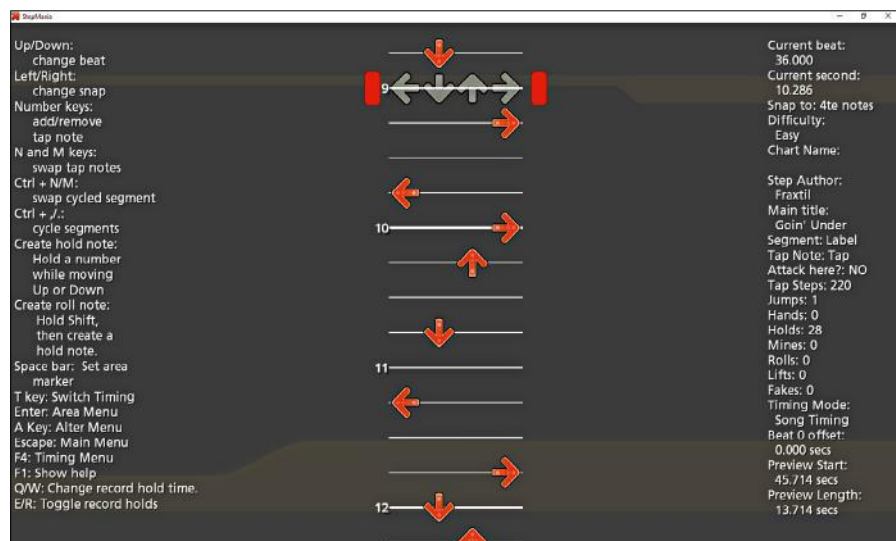 StepMania
Up/Down:
change beat
Left/Right:
change snap
Number keys:
add/remove
tap note
N and M keys:
swap tap notes
Ctrl + N/M:
swap cycled segment
Ctrl + ,/.:
cycle segments
Create hold note:
Hold a number
while moving
Up or Down
Create roll note:
Hold Shift,
then create a
hold note.
Space bar: Set area
marker
T key: Switch Timing
Enter: Area Menu
A Key: Alter Menu
Escape: Main Menu
F4: Timing Menu
F1: Show help
Q/W: Change record hold time.
E/R: Toggle record holds
9
10
11
12
Current beat:
36.000
Current second:
10.286
Snap to: 4te notes
Difficulty:
Easy
Chart Name:
Step Author:
Fraxtil
Main title:
Goin' Under
Segment: Label
Tap Note: Tap
Attack here?: NO
Tap Steps: 220
Jumps: 1
Hands: 0
Holds: 28
Mines: 0
Rolls: 0
Lifts: 0
Fakes: 0
Timing Mode:
Song Timing
Beat 0 offset:
0.000 secs
Preview Start:
45.714 secs
Preview Length:
13.714 secs